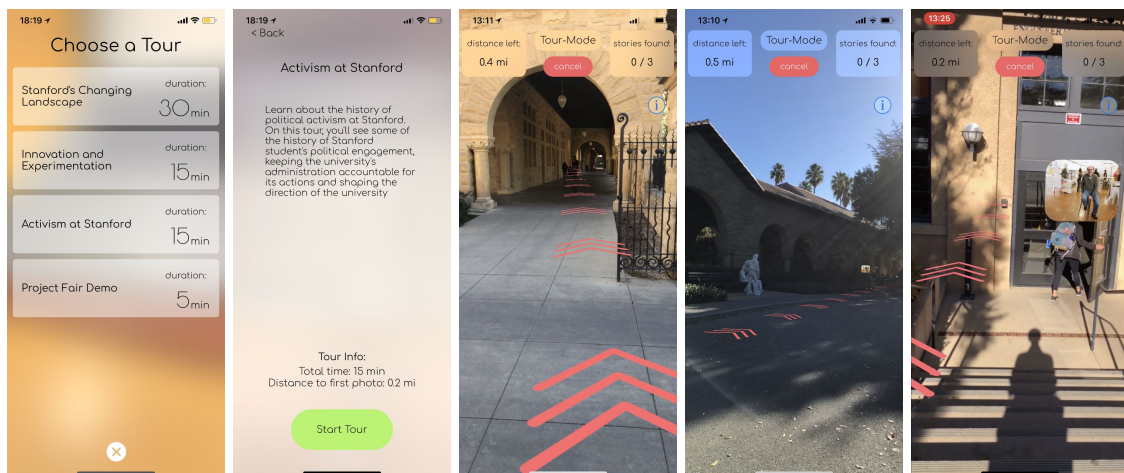 18:19
Choose a Tour
Stanford's Changing
Landscape
duration:
30min
Innovation and
Experimentation
duration:
15min
Activism at Stanford
duration:
15min
Project Fair Demo
duration:
5min
18:19
< Back
Activism at Stanford
Learn about the history of
political activism at Stanford.
On this tour, you'll see some
of the history of Stanford
student's political engagement,
keeping the university's
administration accountable for
its actions and shaping the
direction of the university
Tour Info:
Total time: 15 min
Distance to first photo: 0.2 mi
Start Tour
13:11
distance left:
0.4 mi
Tour-Mode
cancel
stories found:
0 / 3
i
13:10
distance left:
0.5 mi
Tour-Mode
cancel
stories found:
0 / 3
i
13:25
distance left:
0.2 mi
Tour-Mode
cancel
stories found:
0 / 3
i